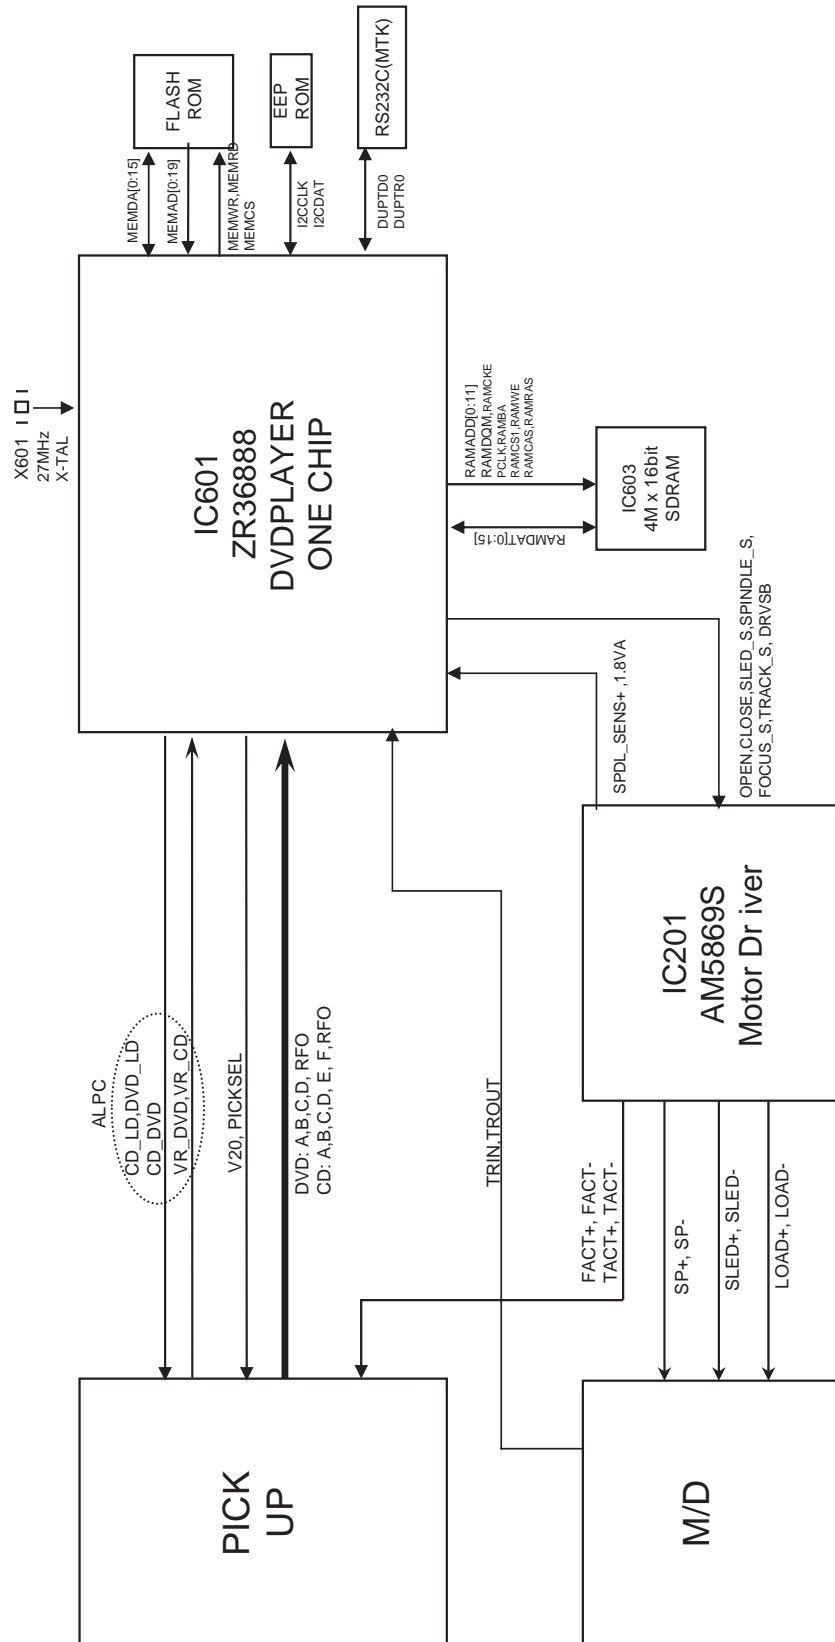 PICK
UP
M/D
ALPC
CD_LD,DVD_LD
CD_DVD
VR_DVD,VR_CD
V20, PICKSEL
DVD: A,B,C,D, RFO
CD: A,B,C,D, E, F,RFO
TRIN,TROUT
FACT+, FACT-
TACT+, TACT-
SP+, SP-
SLED+, SLED-
LOAD+, LOAD-
X601
27MHz
X-TAL
IC601
ZR36888
DVDPLAYER
ONE CHIP
IC201
AM5869S
Motor Dr iver
SPDL_SENS+ ,1.8VA
OPEN,CLOSE,SLED_S,SPINDLE_S,
FOCUS_S,TRACK_S, DRVSB
RAMADD[0:11]
RAMDQM,RAMCKE
PCLK,RAMBA
RAMCS1,RAMWE
RAMCAS,RAMRAS
RAMDAT[0:15]
IC603
4M x 16bit
SDRAM
MEMDA[0:15]
MEMAD[0:19]
MEMWR,MEMRD
MEMCS
I2CCLK
I2CDAT
DUPTD0
DUPTR0
FLASH
ROM
EEP
ROM
RS232C(MTK)